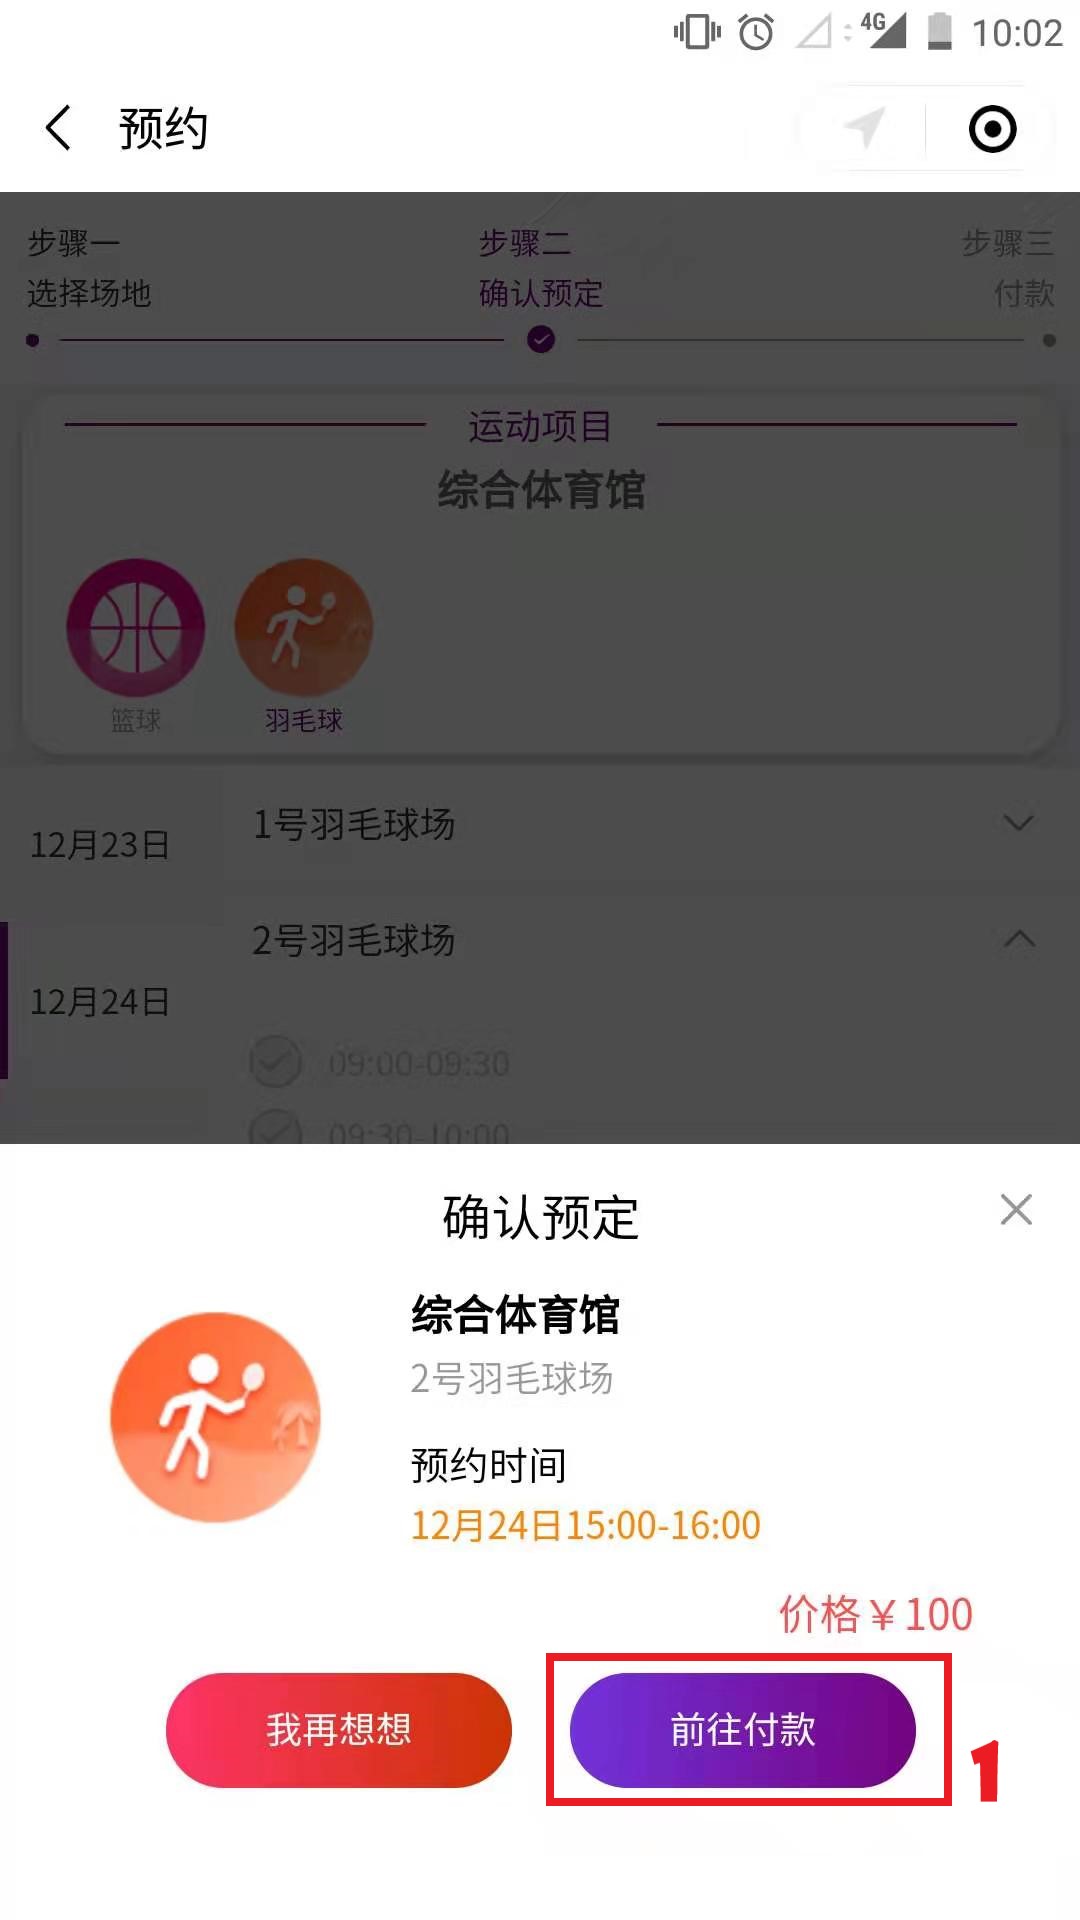 4G 10:02
预约
步骤一 步骤二 步骤三
选择场地 确认预定 付款
运动项目
综合体育馆
篮球 羽毛球
12月23日
1号羽毛球场
2号羽毛球场
12月24日
09:00-09:30
09:30-10:00
确认预定
综合体育馆
2号羽毛球场
预约时间
12月24日15:00-16:00
价格￥100
我再想想 前往付款
1